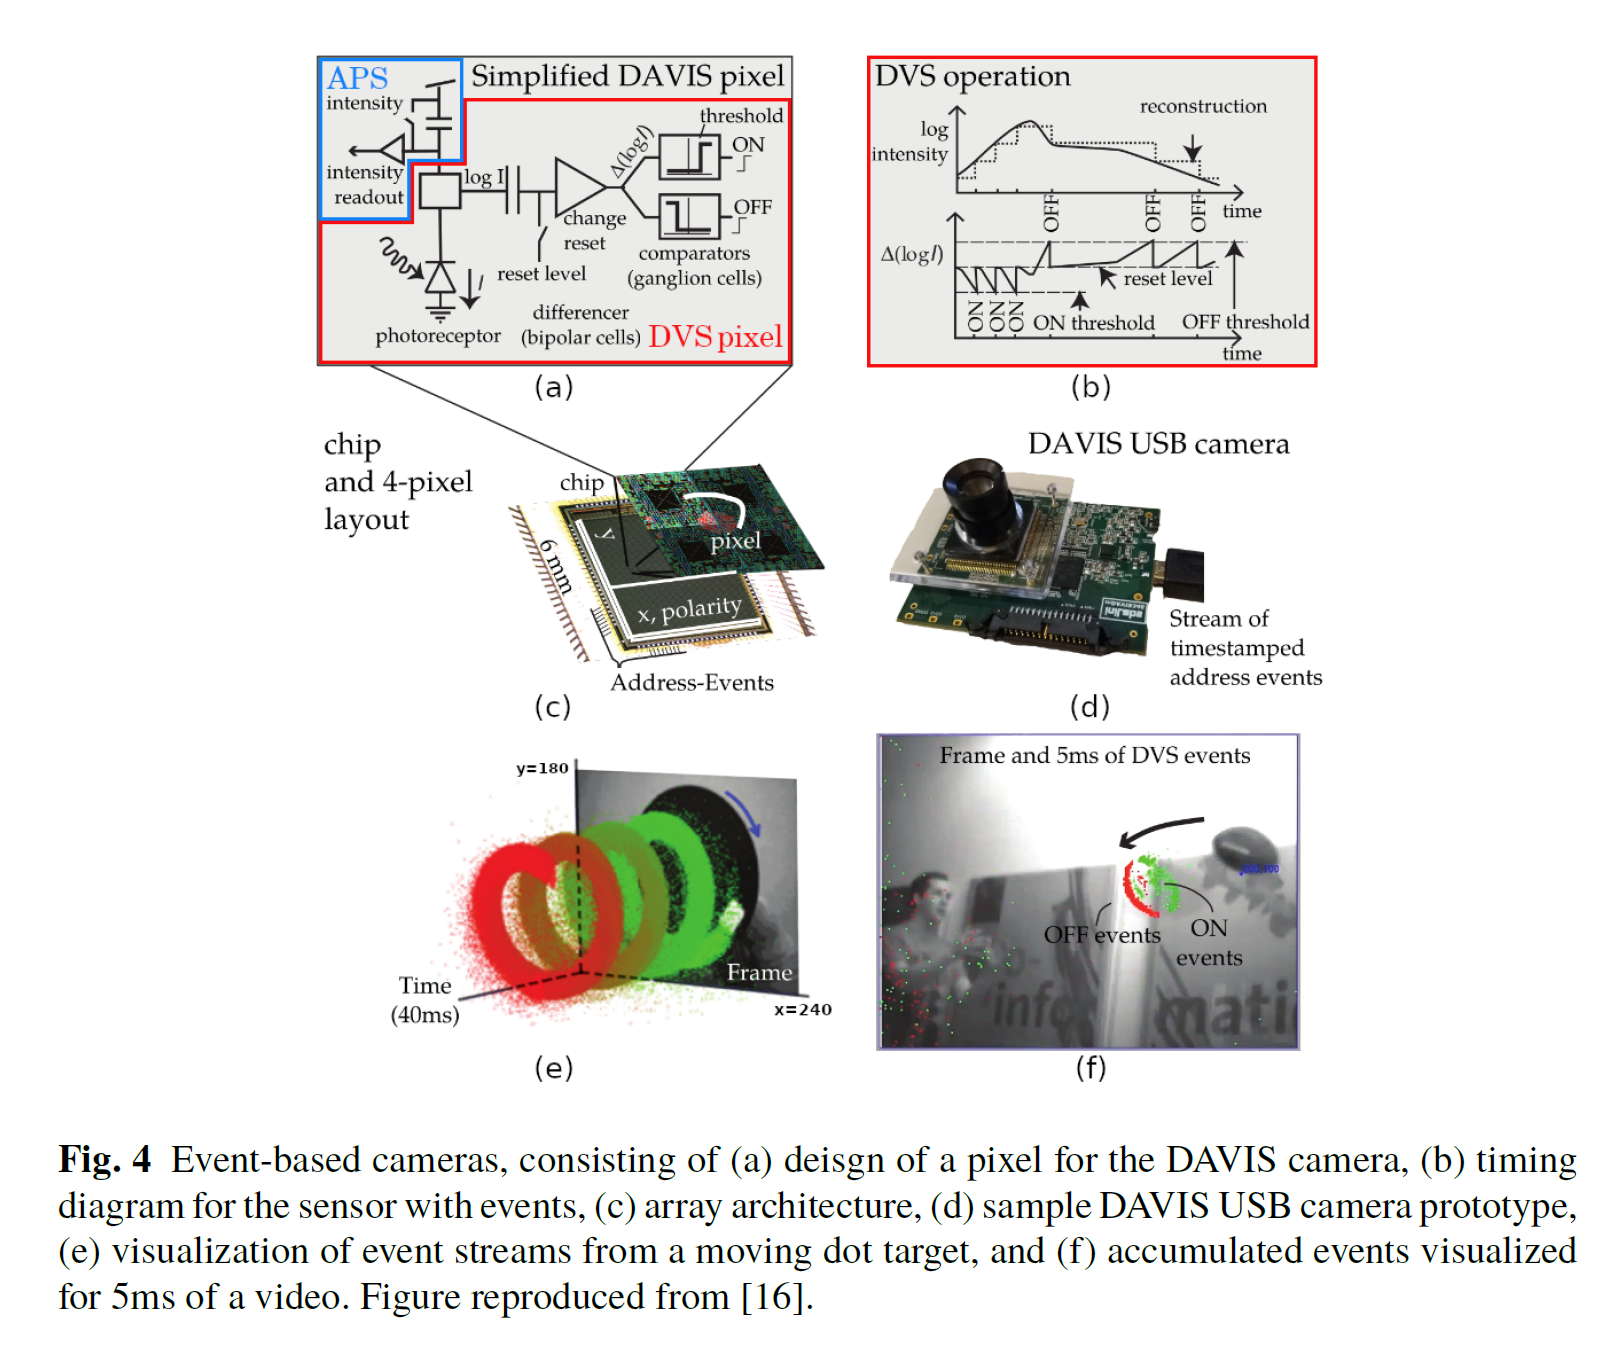 APS
Simplified DAVIS pixel
intensity
threshold
ON
Δ(logI)
intensity
readout
log I
OFF
change
reset
comparators
(ganglion cells)
reset level
I
differencer
(bipolar cells)
photoreceptor
DVS pixel
(a)
DVS operation
reconstruction
log
intensity
OFF
OFF
OFF
time
Δ(logI)
reset level
ON
ON
ON
ON threshold
OFF threshold
time
(b)
chip
and 4-pixel
layout
chip
pixel
y
6 mm
x, polarity
Address-Events
(c)
DAVIS USB camera
Stream of
timestamped
address events
(d)
y=180
Frame
Time
(40ms)
x=240
(e)
Frame and 5ms of DVS events
OFF events
ON
events
(f)
Fig. 4 Event-based cameras, consisting of (a) deisgn of a pixel for the DAVIS camera, (b) timing
diagram for the sensor with events, (c) array architecture, (d) sample DAVIS USB camera prototype,
(e) visualization of event streams from a moving dot target, and (f) accumulated events visualized
for 5ms of a video. Figure reproduced from [16].